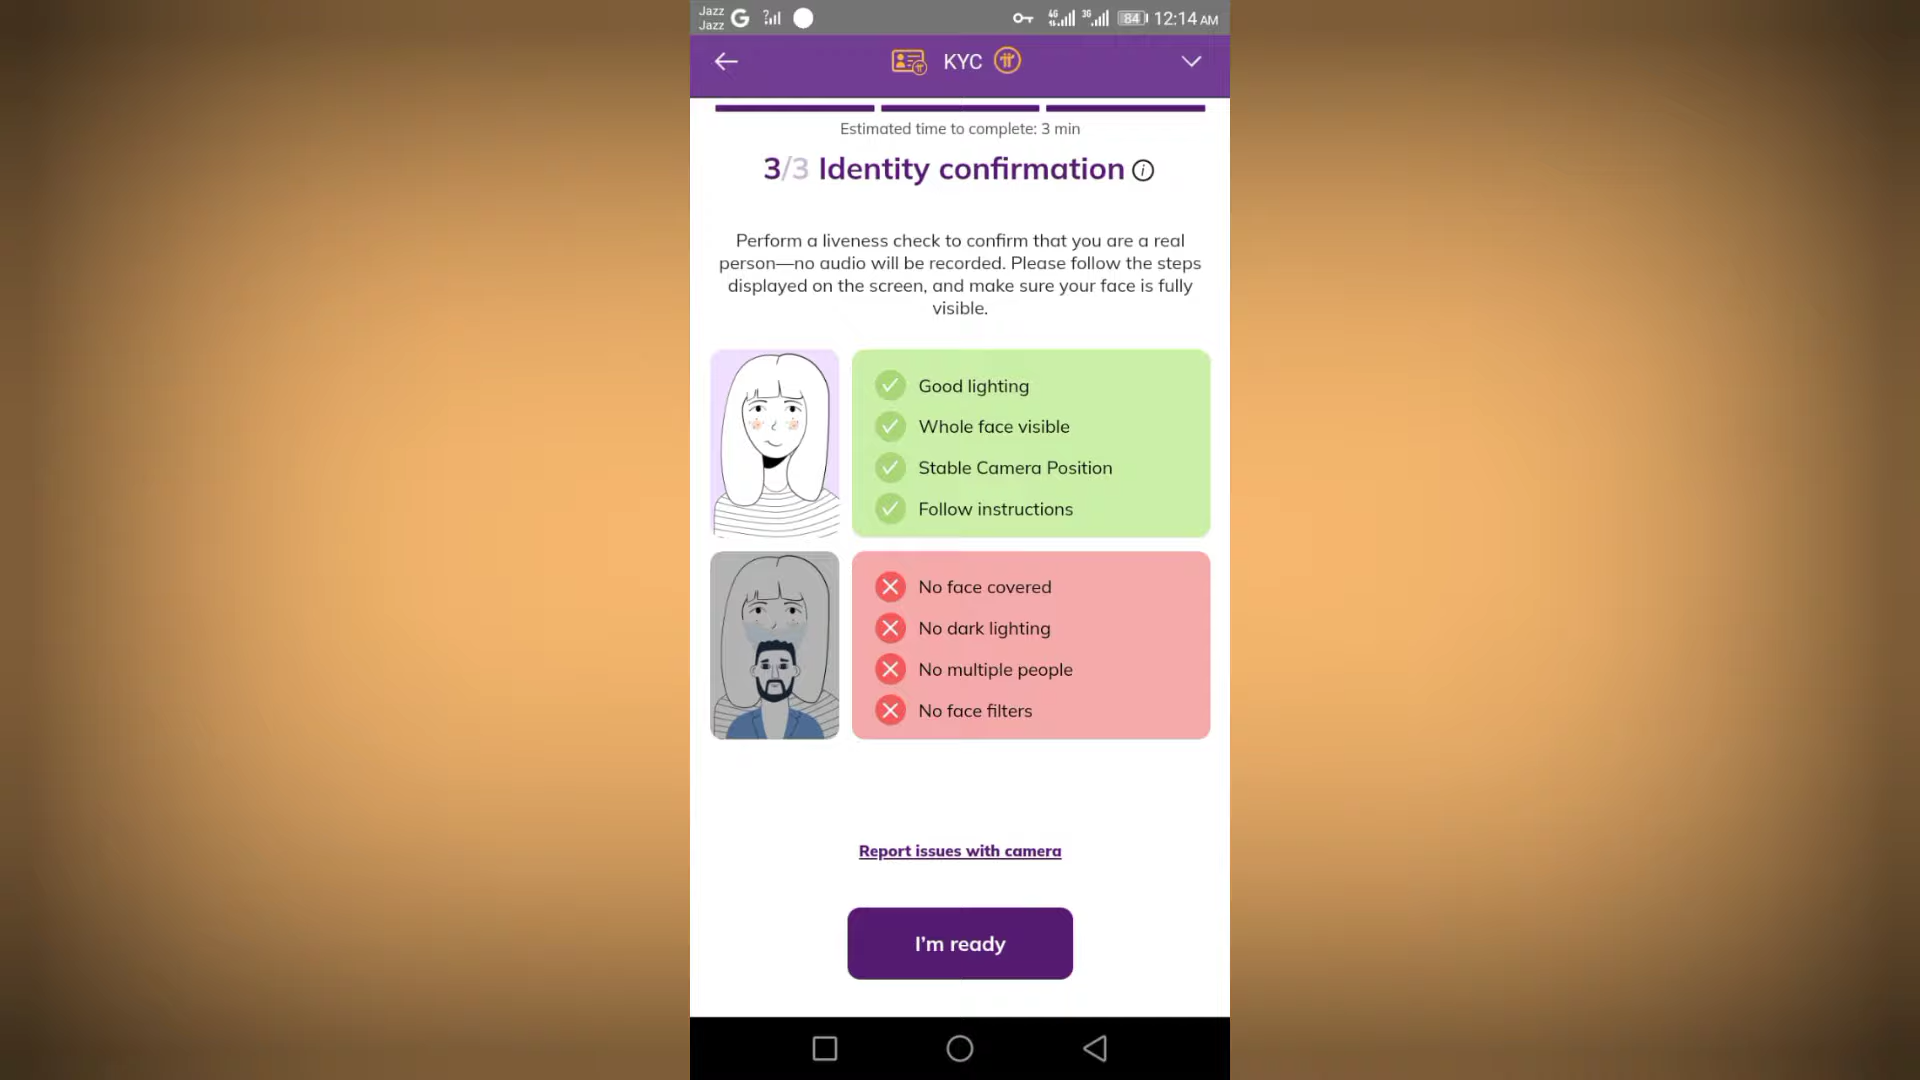 Jazz
Jazz
4G 3G 84 12:14 AM
KYC
Estimated time to complete: 3 min
3/3 Identity confirmation
Perform a liveness check to confirm that you are a real
person—no audio will be recorded. Please follow the steps
displayed on the screen, and make sure your face is fully
visible.
Good lighting
Whole face visible
Stable Camera Position
Follow instructions
No face covered
No dark lighting
No multiple people
No face filters
Report issues with camera
I'm ready